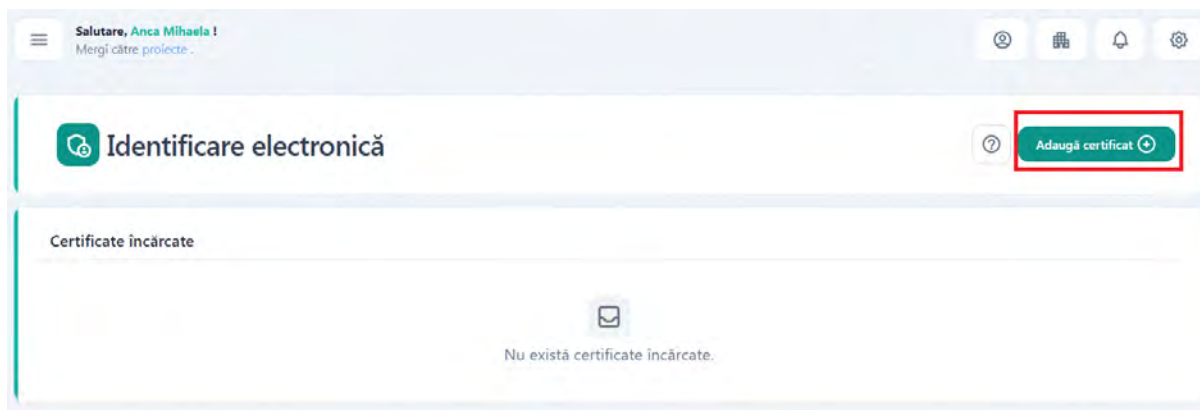 Salutare, Anca Mihaela !
Mergi către proiecte .
Identificare electronică
Adaugă certificat
Certificate încărcate
Nu există certificate încărcate.